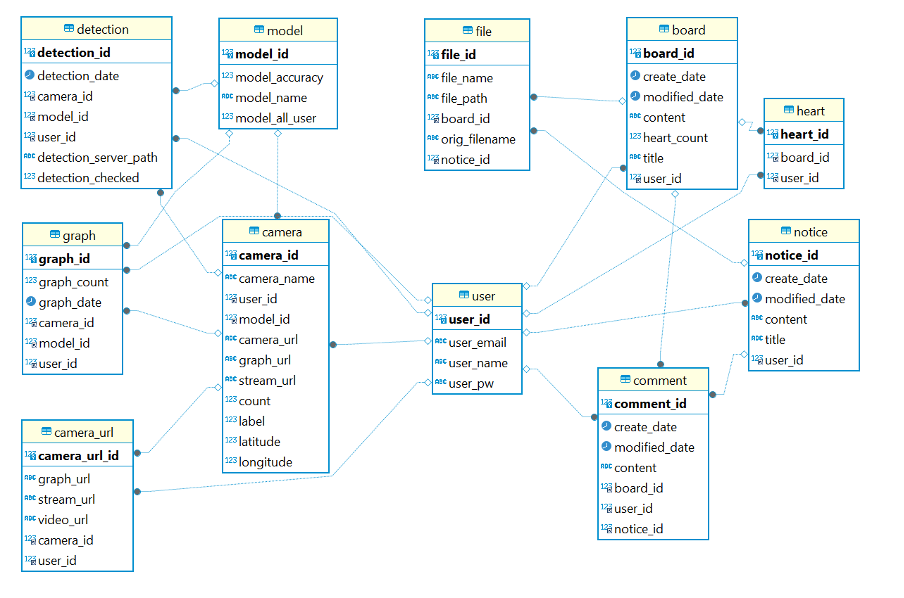 detection
detection_id
detection_date
camera_id
model_id
user_id
detection_server_path
detection_checked
model
model_id
model_accuracy
model_name
model_all_user
file
file_id
file_name
file_path
board_id
orig_filename
notice_id
board
board_id
create_date
modified_date
content
heart_count
title
user_id
heart
heart_id
board_id
user_id
graph
graph_id
graph_count
graph_date
camera_id
model_id
user_id
camera
camera_id
camera_name
user_id
model_id
camera_url
graph_url
stream_url
count
label
latitude
longitude
user
user_id
user_email
user_name
user_pw
notice
notice_id
create_date
modified_date
content
title
user_id
comment
comment_id
create_date
modified_date
content
board_id
user_id
notice_id
camera_url
camera_url_id
graph_url
stream_url
video_url
camera_id
user_id